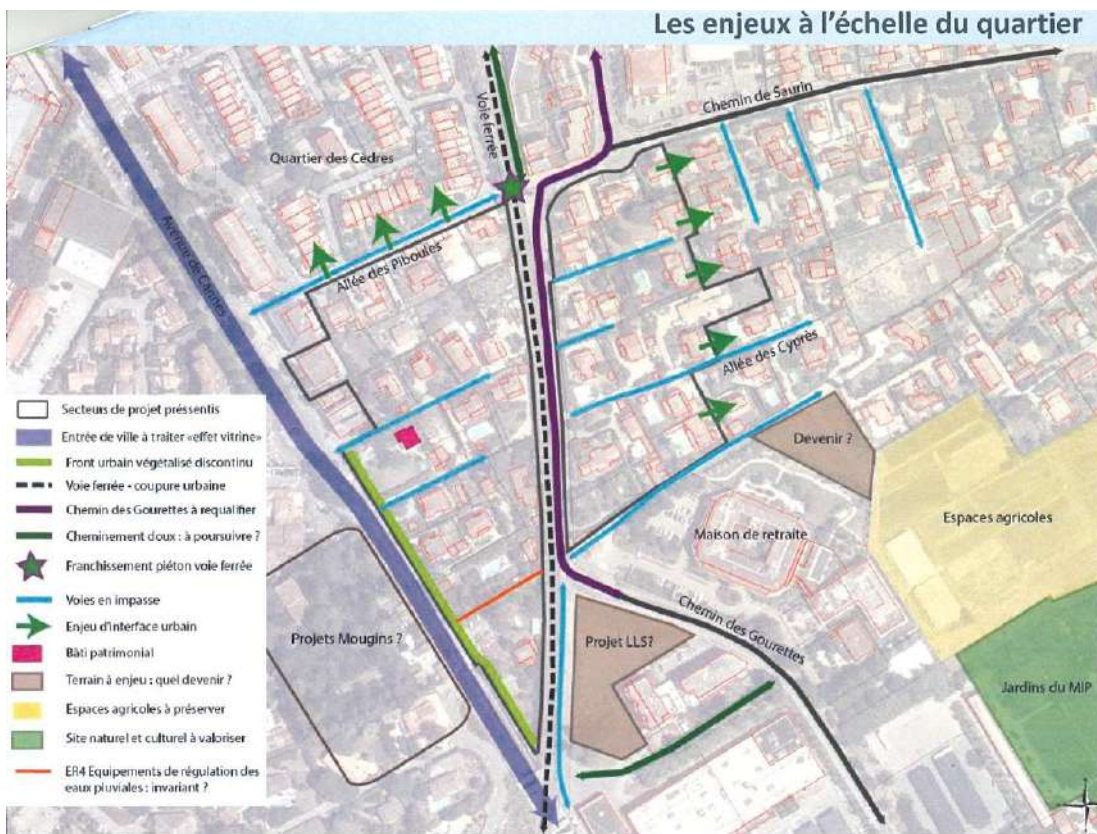 Les enjeux à l'échelle du quartier
Chemin de Saurin
Voie ferrée
Quartier des Cèdres
Avenue de Cannes
Allée des Piboules
Allée des Cyprès
Secteurs de projet préssentis
Entrée de ville à traiter «effet vitrine»
Front urbain végétalisé discontinu
Voie ferrée - coupure urbaine
Chemin des Gourettes à requalifier
Cheminement doux : à poursuivre ?
Franchissement piéton voie ferrée
Voies en impasse
Enjeu d'interface urbain
Bâti patrimonial
Terrain à enjeu : quel devenir ?
Espaces agricoles à préserver
Site naturel et culturel à valoriser
ER4 Equipements de régulation des
eaux pluviales : invariant ?
Devenir ?
Espaces agricoles
Maison de retraite
Projets Mougins ?
Projet LLS?
Chemin des Gourettes
Jardins du MIP